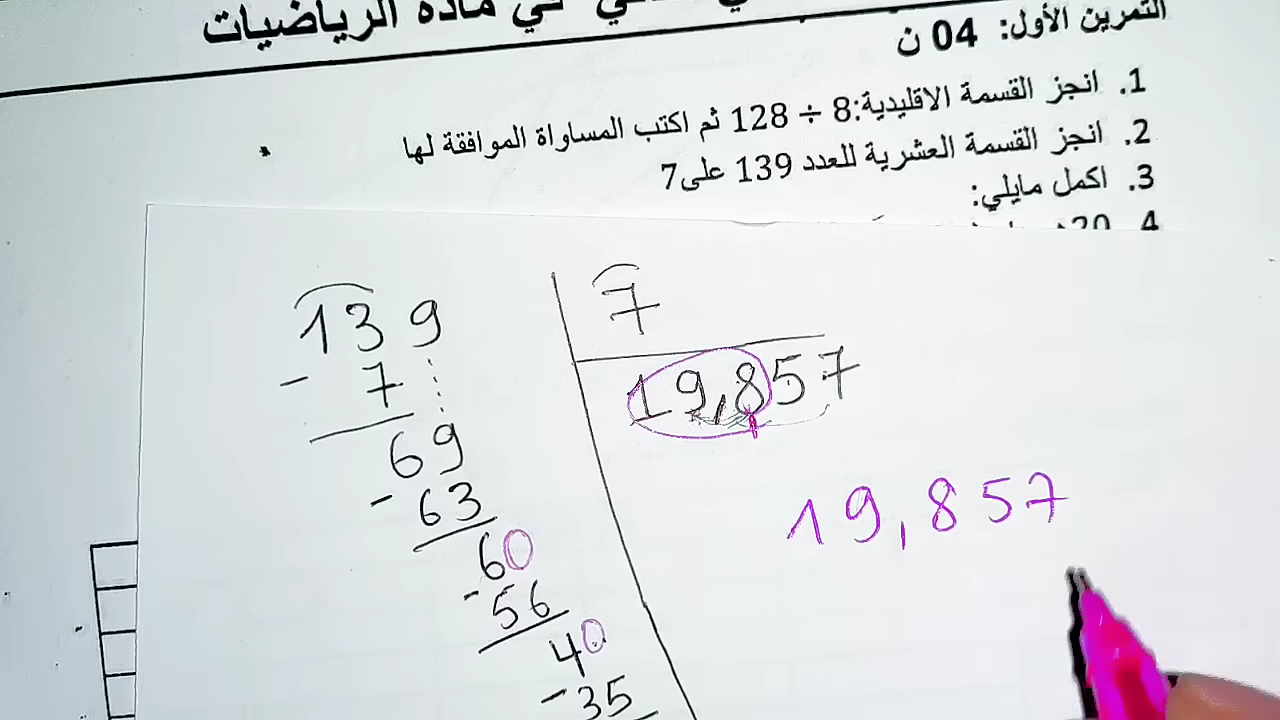 في مادة الرياضيات
التمرين الأول: 04 ن
1. انجز القسمة الاقليدية:8 ÷ 128 ثم اكتب المساواة الموافقة لها
2. انجز القسمة العشرية للعدد 139 على7
3. اكمل مايلي:
4.
139
7
- 7
19,857
69
- 63
19,857
60
- 56
40
- 35